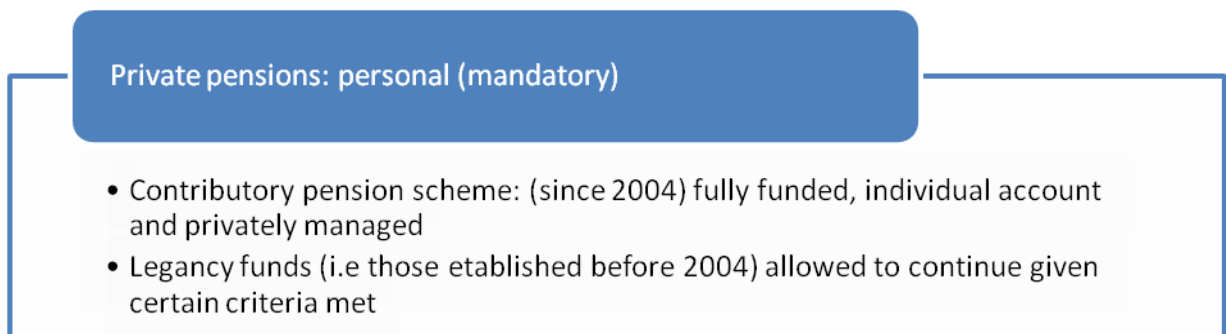 Private pensions: personal (mandatory)
• Contributory pension scheme: (since 2004) fully funded, individual account
and privately managed
• Legancy funds (i.e those etablished before 2004) allowed to continue given
certain criteria met